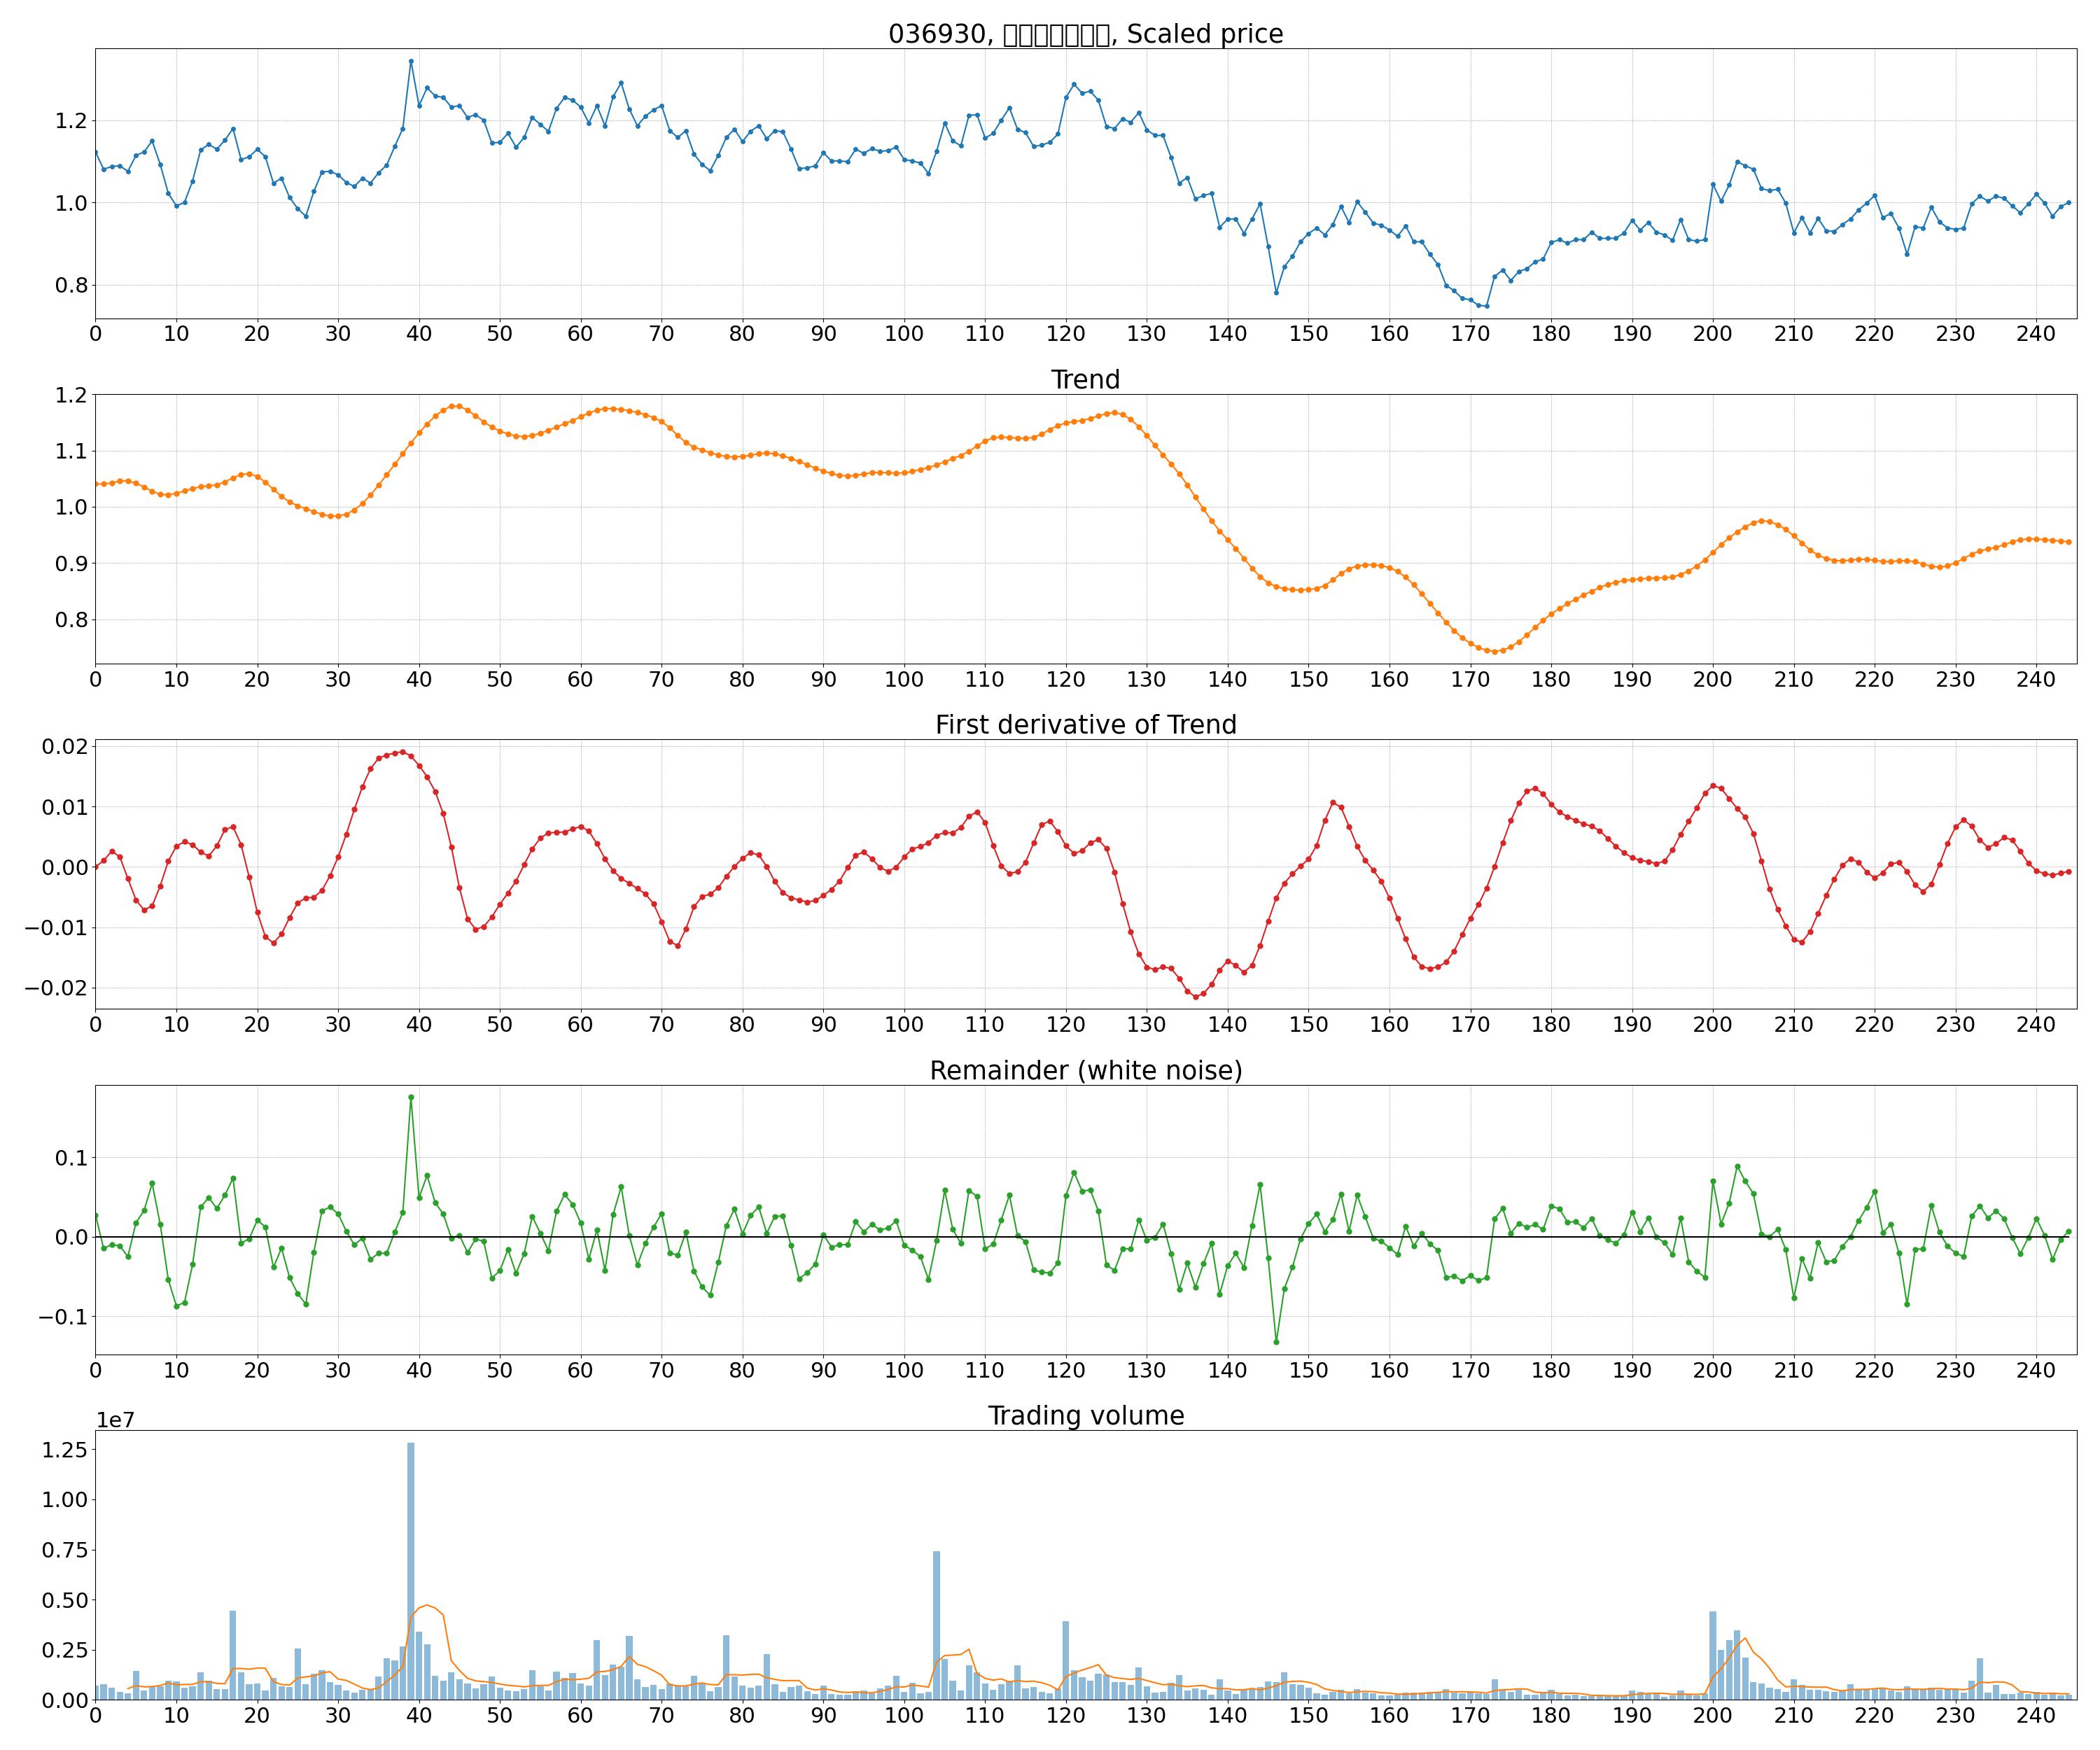 036930, □□□□□□□, Scaled price
1.2
1.0
0.8
0 10 20 30 40 50 60 70 80 90 100 110 120 130 140 150 160 170 180 190 200 210 220 230 240
Trend
1.2
1.1
1.0
0.9
0.8
0 10 20 30 40 50 60 70 80 90 100 110 120 130 140 150 160 170 180 190 200 210 220 230 240
First derivative of Trend
0.02
0.01
0.00
−0.01
−0.02
0 10 20 30 40 50 60 70 80 90 100 110 120 130 140 150 160 170 180 190 200 210 220 230 240
Remainder (white noise)
0.1
0.0
−0.1
0 10 20 30 40 50 60 70 80 90 100 110 120 130 140 150 160 170 180 190 200 210 220 230 240
Trading volume
1e7
1.25
1.00
0.75
0.50
0.25
0.00
0 10 20 30 40 50 60 70 80 90 100 110 120 130 140 150 160 170 180 190 200 210 220 230 240